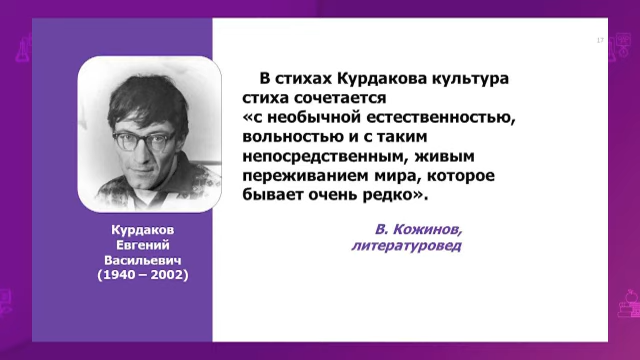 17
В стихах Курдакова культура
стиха сочетается
«с необычной естественностью,
вольностью и с таким
непосредственным, живым
переживанием мира, которое
бывает очень редко».
В. Кожинов,
литературовед
Курдаков
Евгений
Васильевич
(1940 – 2002)